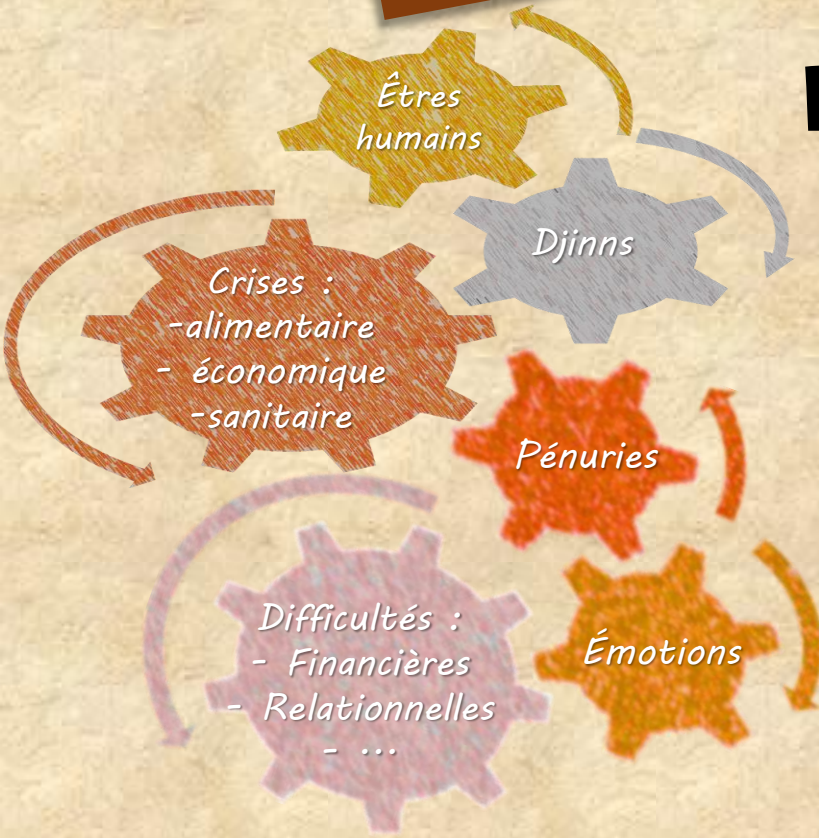 Êtres
humains
Djinns
Crises :
-alimentaire
- économique
-sanitaire
Pénuries
Difficultés :
- Financières
- Relationnelles
- ...
Émotions